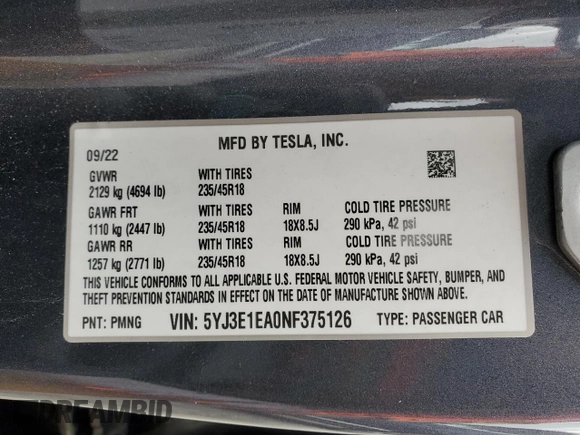 MFD BY TESLA, INC.
09/22
GVWR WITH TIRES
2129 kg (4694 lb) 235/45R18
GAWR FRT WITH TIRES RIM COLD TIRE PRESSURE
1110 kg (2447 lb) 235/45R18 18X8.5J 290 kPa, 42 psi
GAWR RR WITH TIRES RIM COLD TIRE PRESSURE
1257 kg (2771 lb) 235/45R18 18X8.5J 290 kPa, 42 psi
THIS VEHICLE CONFORMS TO ALL APPLICABLE U.S. FEDERAL MOTOR VEHICLE SAFETY, BUMPER, AND
THEFT PREVENTION STANDARDS IN EFFECT ON THE DATE OF MANUFACTURE SHOWN ABOVE.
PNT: PMNG VIN: 5YJ3E1EA0NF375126 TYPE: PASSENGER CAR
DREAMBID